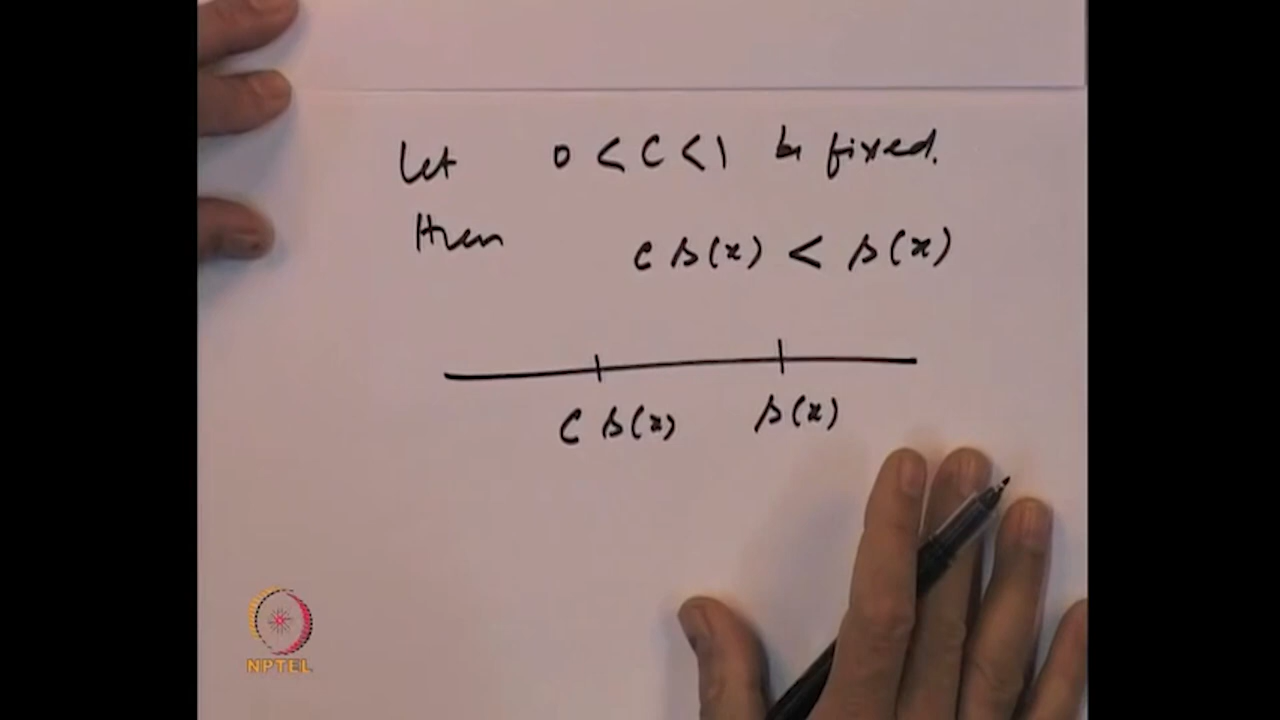 Let 0 < C < 1 be fixed.
then C s(x) < s(x)
C s(x) s(x)
NPTEL